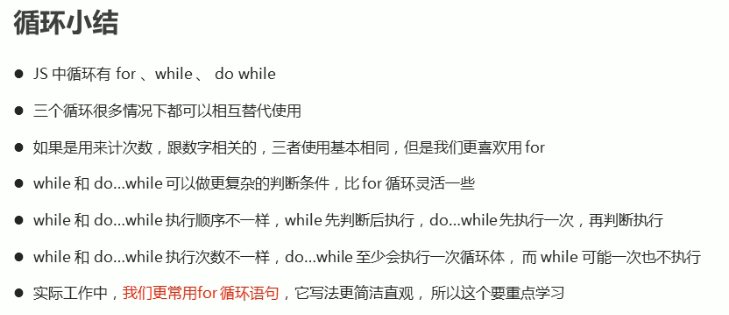 循环小结
● JS 中循环有 for 、while 、 do while
● 三个循环很多情况下都可以相互替代使用
● 如果是用来计次数，跟数字相关的，三者使用基本相同，但是我们更喜欢用 for
● while 和 do...while 可以做更复杂的判断条件，比 for 循环灵活一些
● while 和 do...while 执行顺序不一样，while 先判断后执行，do...while 先执行一次，再判断执行
● while 和 do...while 执行次数不一样，do...while 至少会执行一次循环体， 而 while 可能一次也不执行
● 实际工作中，我们更常用for 循环语句，它写法更简洁直观， 所以这个要重点学习